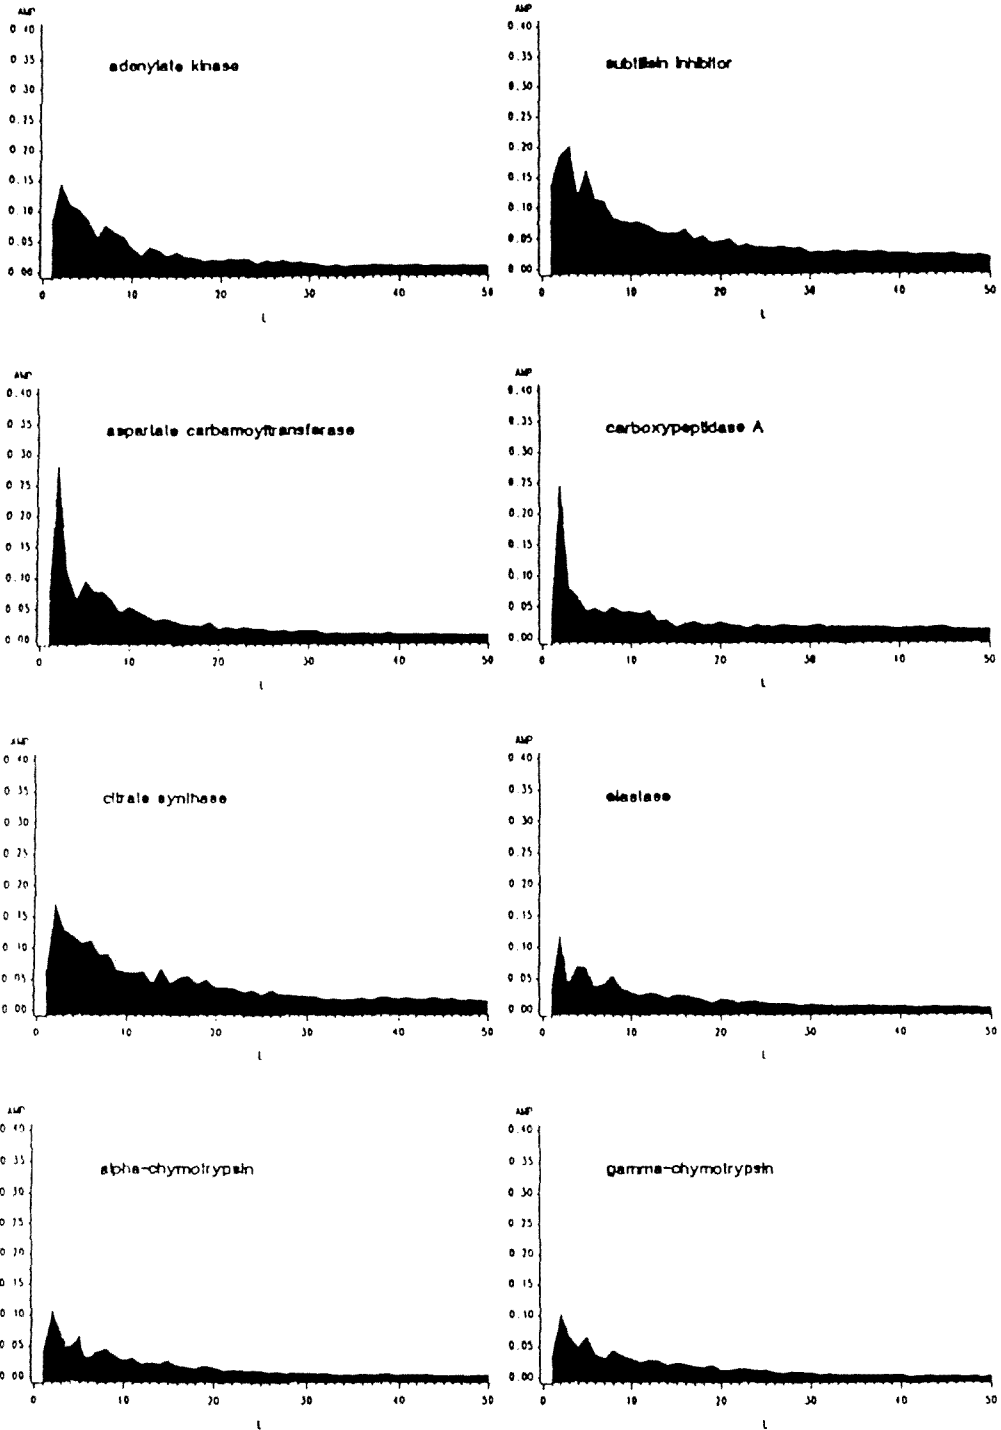 AMP AMP
0.40 0.40
adenylate kinase subtilisin inhibitor
0.35 0.35
0.30 0.30
0.25 0.25
0.20 0.20
0.15 0.15
0.10 0.10
0.05 0.05
0.00 0.00
0 10 20 30 40 50 0 10 20 30 40 50
L L
AMP AMP
0.40 0.40
aspartate carbamoyltransferase carboxypeptidase A
0.35 0.35
0.30 0.30
0.25 0.25
0.20 0.20
0.15 0.15
0.10 0.10
0.05 0.05
0.00 0.00
0 10 20 30 40 50 0 10 20 30 40 50
L L
AMP AMP
0.40 0.40
citrate synthase elastase
0.35 0.35
0.30 0.30
0.25 0.25
0.20 0.20
0.15 0.15
0.10 0.10
0.05 0.05
0.00 0.00
0 10 20 30 40 50 0 10 20 30 40 50
L L
AMP AMP
0.40 0.40
alpha-chymotrypsin gamma-chymotrypsin
0.35 0.35
0.30 0.30
0.25 0.25
0.20 0.20
0.15 0.15
0.10 0.10
0.05 0.05
0.00 0.00
0 10 20 30 40 50 0 10 20 30 40 50
L L